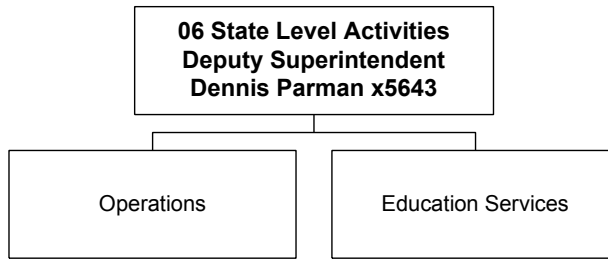 06 State Level Activities
Deputy Superintendent
Dennis Parman x5643
Operations
Education Services